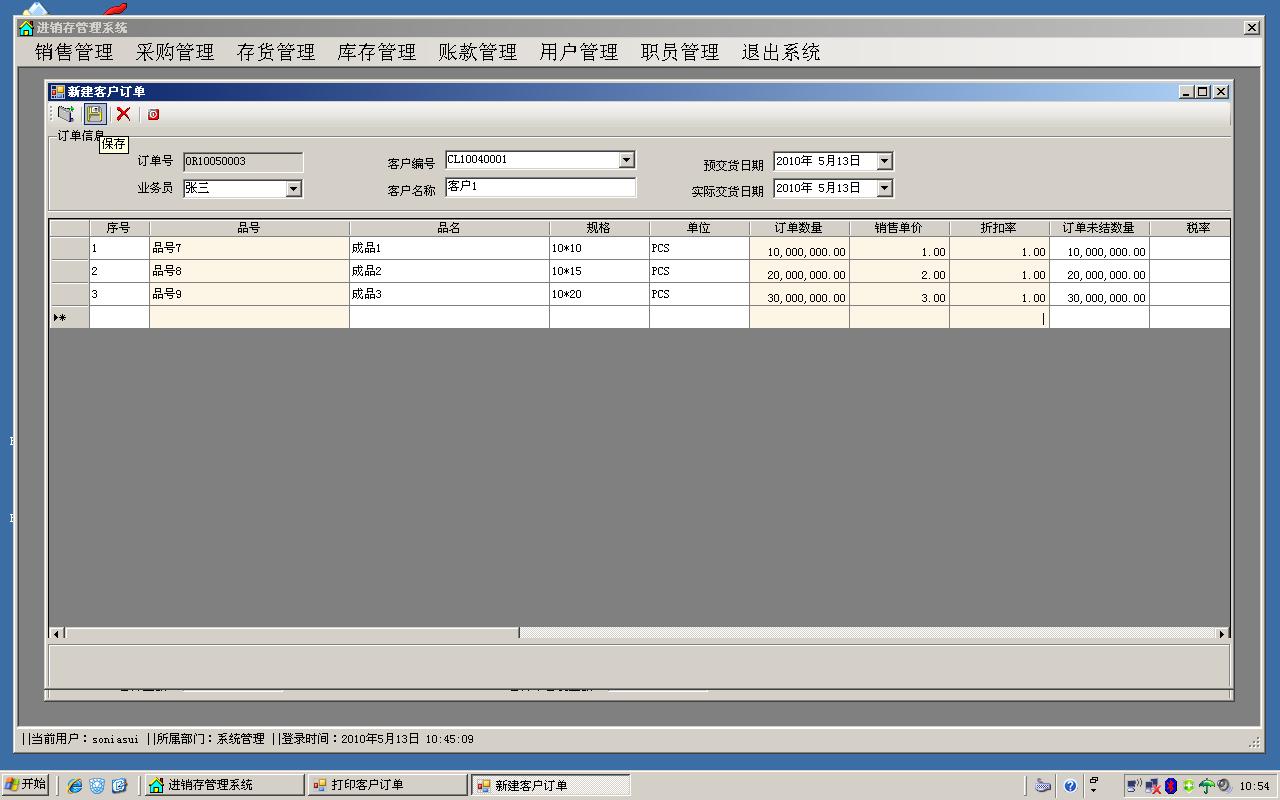 进销存管理系统
销售管理 采购管理 存货管理 库存管理 账款管理 用户管理 职员管理 退出系统
新建客户订单
订单信息
保存
订单号 OR10050003 客户编号 CL10040001 预交货日期 2010年 5月13日
业务员 张三 客户名称 客户1 实际交货日期 2010年 5月13日
序号 品号 品名 规格 单位 订单数量 销售单价 折扣率 订单未结数量 税率
1 品号7 成品1 10*10 PCS 10,000,000.00 1.00 1.00 10,000,000.00
2 品号8 成品2 10*15 PCS 20,000,000.00 2.00 1.00 20,000,000.00
3 品号9 成品3 10*20 PCS 30,000,000.00 3.00 1.00 30,000,000.00
||当前用户：soniasui ||所属部门：系统管理 ||登录时间：2010年5月13日 10:45:09
开始 进销存管理系统 打印客户订单 新建客户订单 10:54